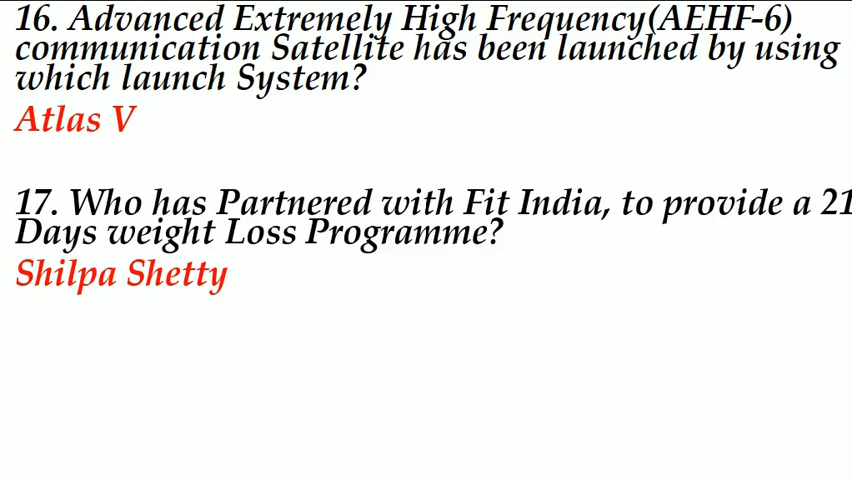 16. Advanced Extremely High Frequency(AEHF-6)
communication Satellite has been launched by using
which launch System?
Atlas V
17. Who has Partnered with Fit India, to provide a 21
Days weight Loss Programme?
Shilpa Shetty